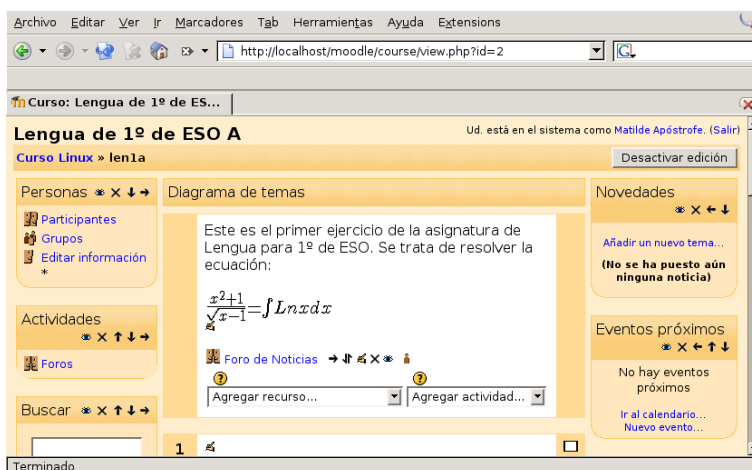 Archivo Editar Ver Ir Marcadores Tab Herramientas Ayuda Extensions
http://localhost/moodle/course/view.php?id=2
G
Curso: Lengua de 1º de ES...
Lengua de 1º de ESO A
Ud. está en el sistema como Matilde Apóstrofe. (Salir)
Curso Linux » len1a
Desactivar edición
Personas
Participantes
Grupos
Editar información
*
Actividades
Foros
Buscar
Diagrama de temas
Este es el primer ejercicio de la asignatura de
Lengua para 1º de ESO. Se trata de resolver la
ecuación:
x²+1/√x−1=∫Lnxdx
Foro de Noticias
? ?
Agregar recurso... Agregar actividad...
1
Novedades
Añadir un nuevo tema...
(No se ha puesto aún
ninguna noticia)
Eventos próximos
No hay eventos
próximos
Ir al calendario...
Nuevo evento...
Terminado